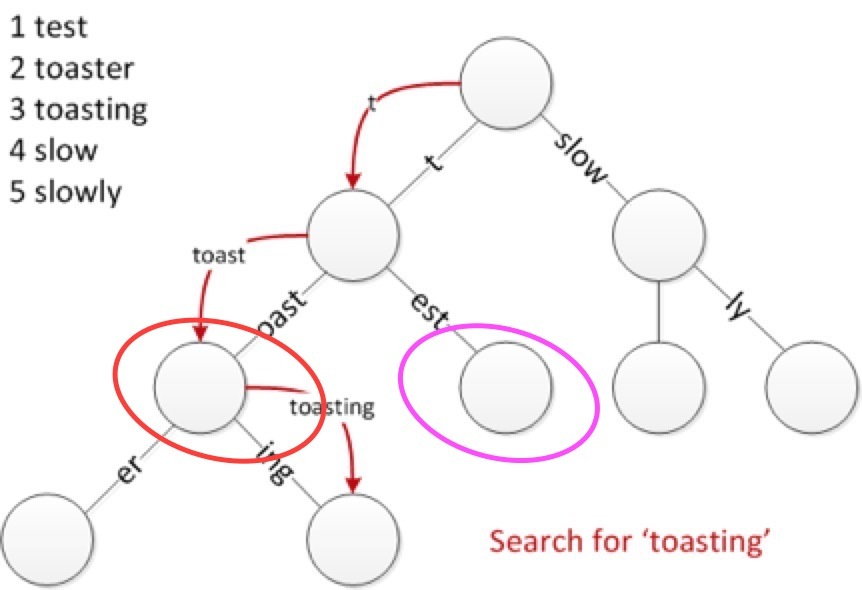 1 test
2 toaster
3 toasting
4 slow
5 slowly
t
t
slow
toast
oast
est
ly
toasting
er
ing
Search for ‘toasting’